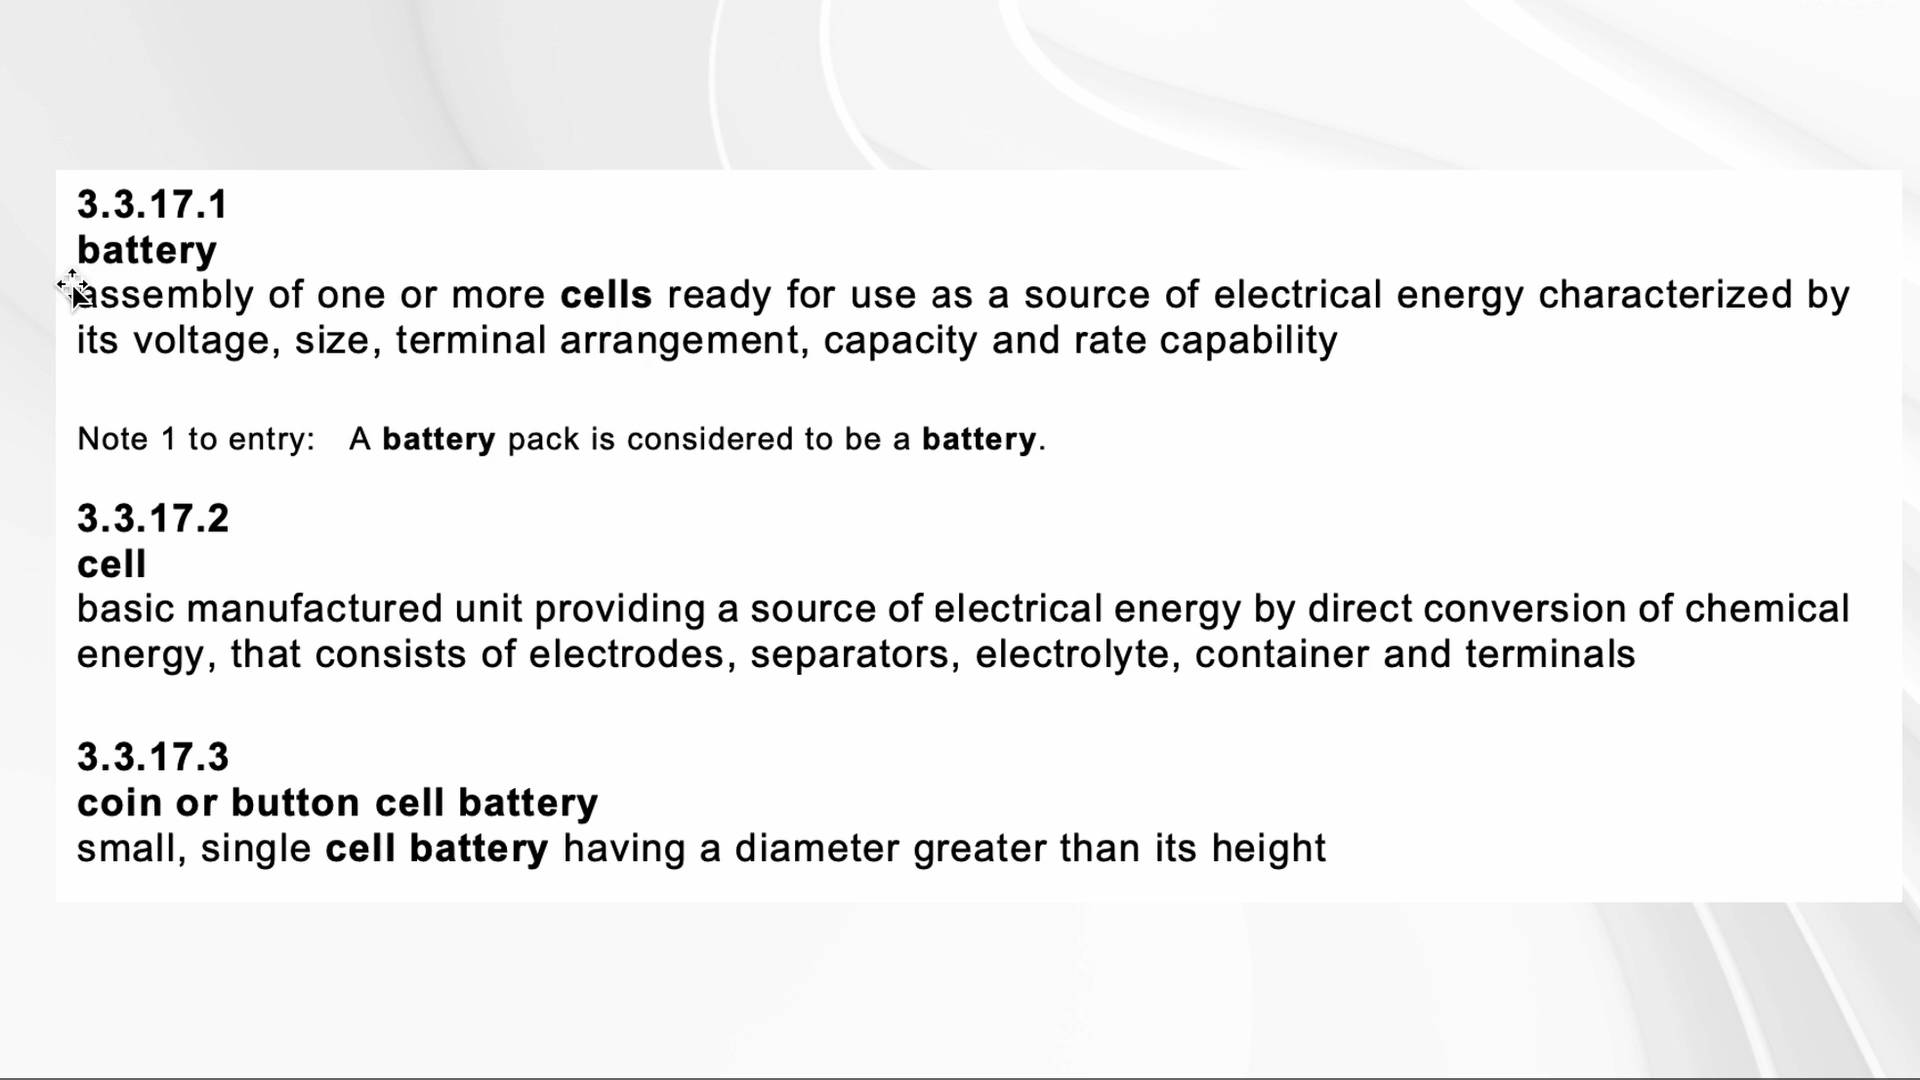 3.3.17.1
battery
assembly of one or more cells ready for use as a source of electrical energy characterized by
its voltage, size, terminal arrangement, capacity and rate capability
Note 1 to entry: A battery pack is considered to be a battery.
3.3.17.2
cell
basic manufactured unit providing a source of electrical energy by direct conversion of chemical
energy, that consists of electrodes, separators, electrolyte, container and terminals
3.3.17.3
coin or button cell battery
small, single cell battery having a diameter greater than its height